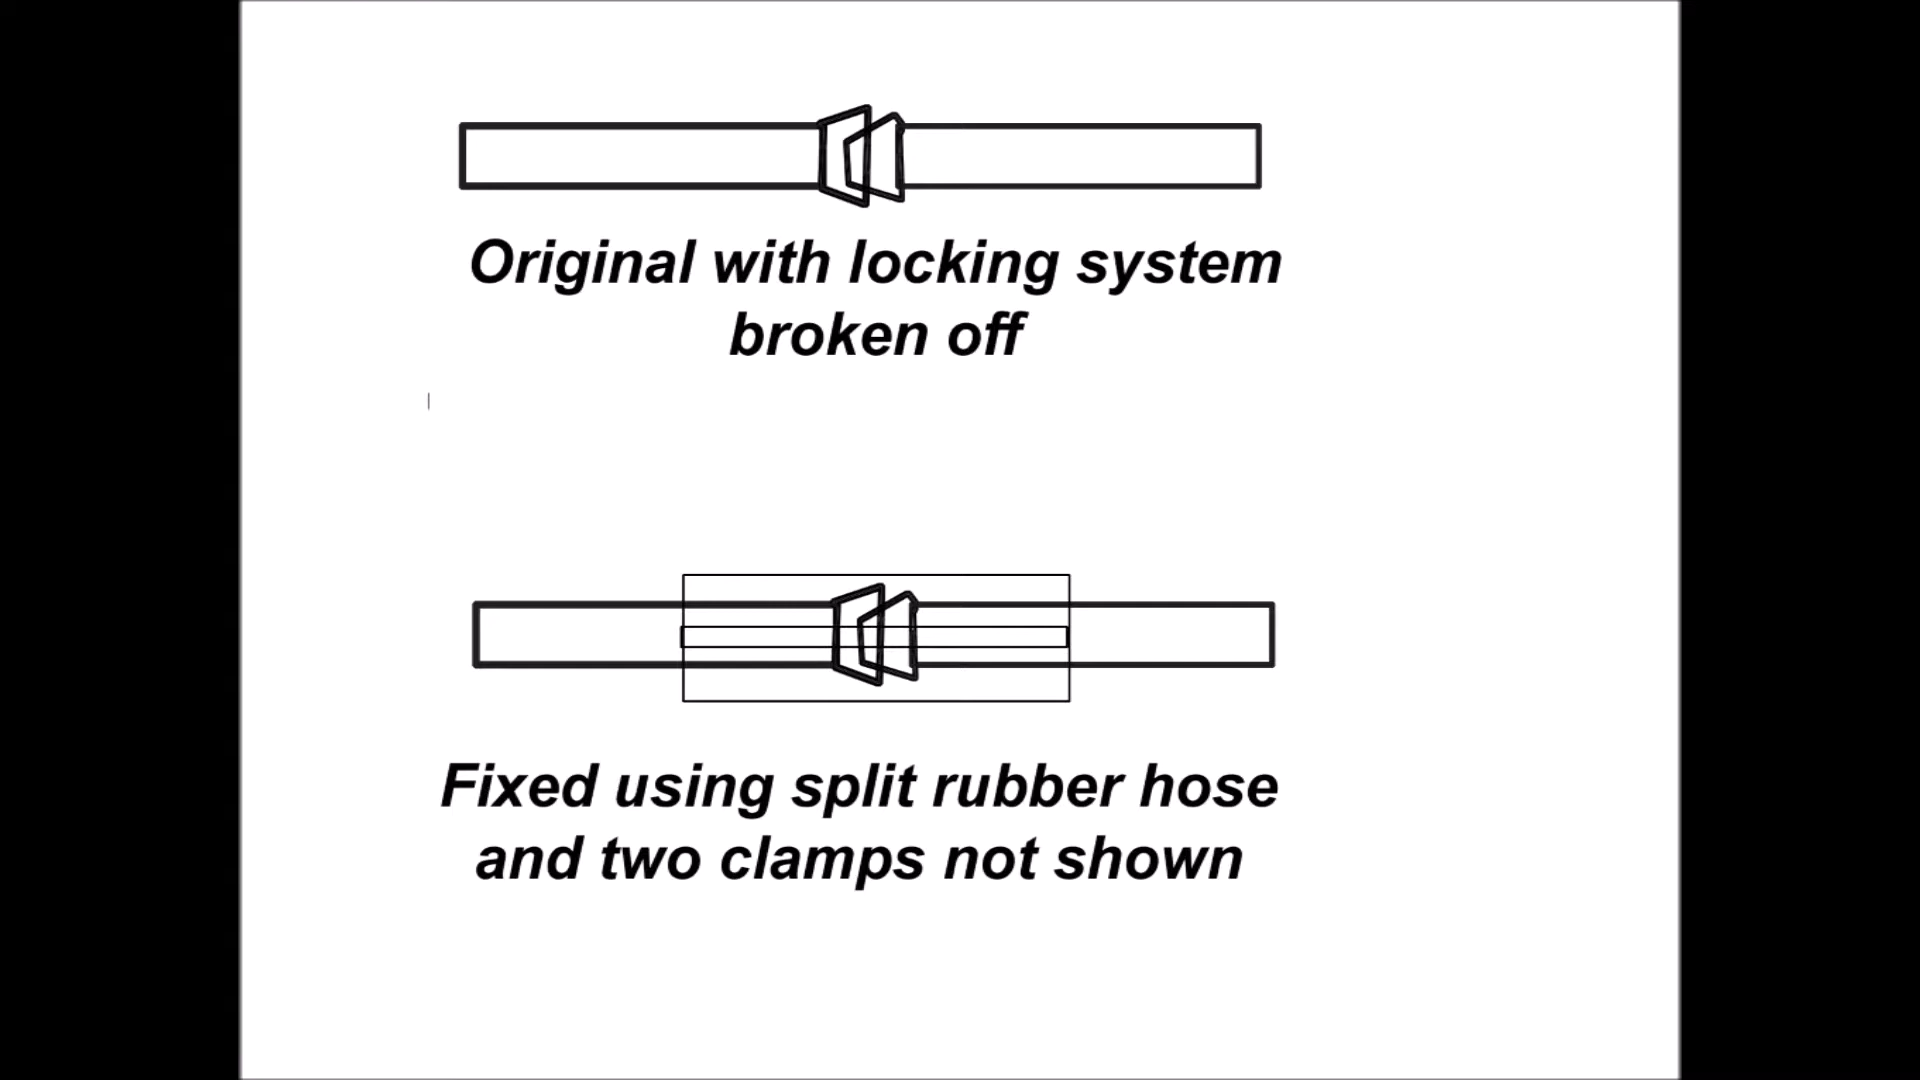 Original with locking system
broken off
Fixed using split rubber hose
and two clamps not shown